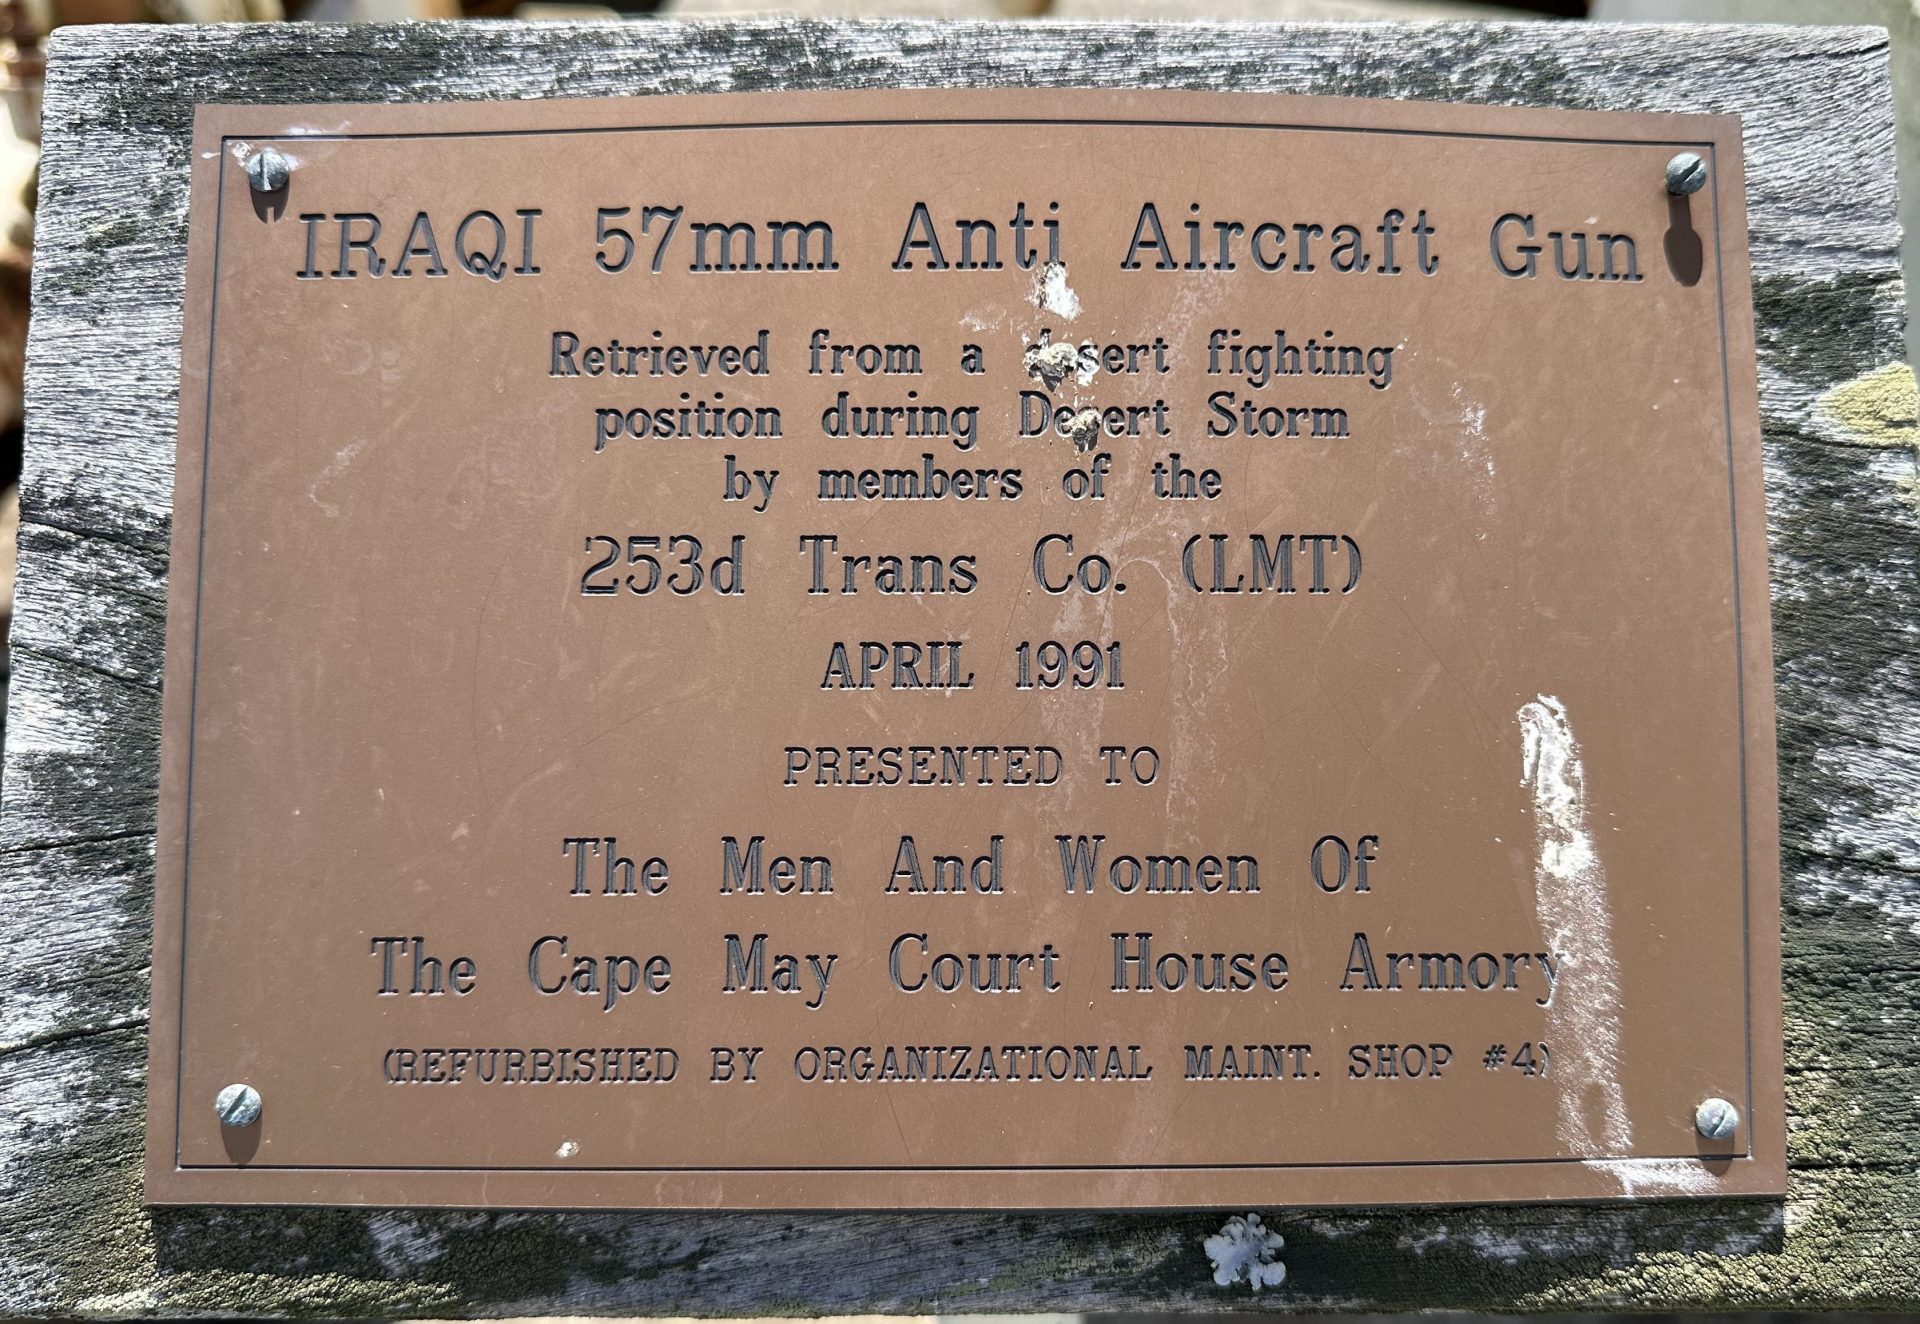 IRAQI 57mm Anti Aircraft Gun
Retrieved from a desert fighting
position during Desert Storm
by members of the
253d Trans Co. (LMT)
APRIL 1991
PRESENTED TO
The Men And Women Of
The Cape May Court House Armory
(REFURBISHED BY ORGANIZATIONAL MAINT. SHOP #4)